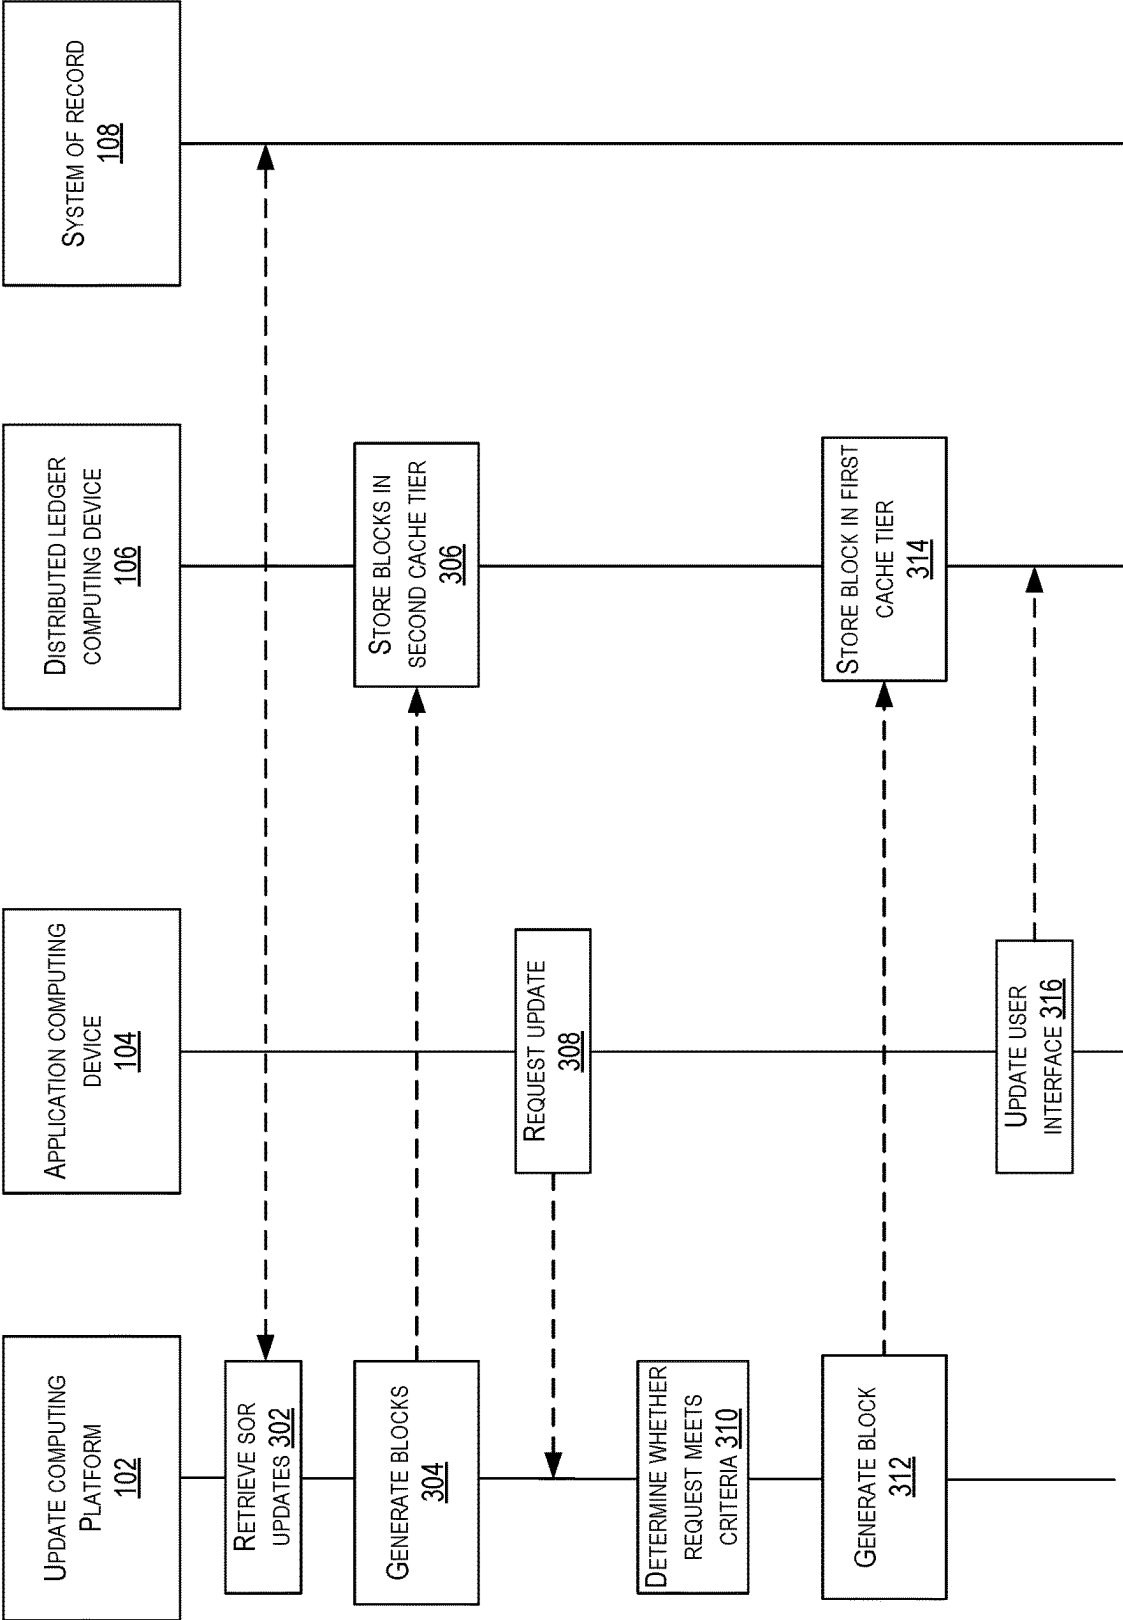 UPDATE COMPUTING
PLATFORM
102
APPLICATION COMPUTING
DEVICE
104
DISTRIBUTED LEDGER
COMPUTING DEVICE
106
SYSTEM OF RECORD
108
RETRIEVE SOR
UPDATES 302
GENERATE BLOCKS
304
STORE BLOCKS IN
SECOND CACHE TIER
306
REQUEST UPDATE
308
DETERMINE WHETHER
REQUEST MEETS
CRITERIA 310
GENERATE BLOCK
312
STORE BLOCK IN FIRST
CACHE TIER
314
UPDATE USER
INTERFACE 316